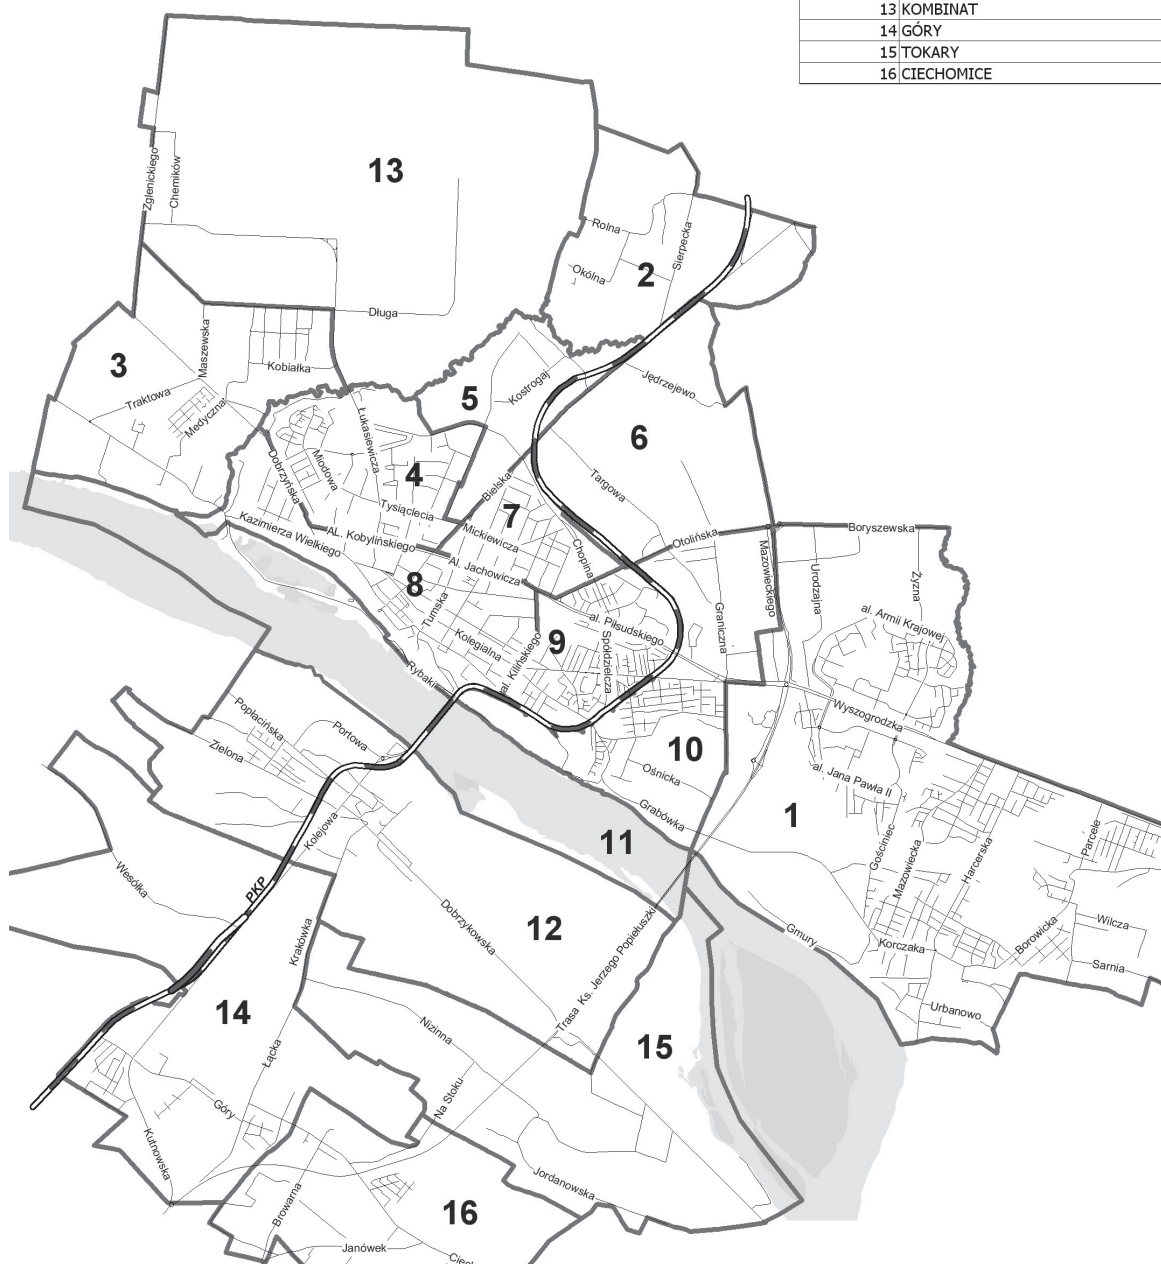 13 KOMBINAT
14 GÓRY
15 TOKARY
16 CIECHOMICE
13
Zglenickiego
Chemików
Rolna
Sierpecka
Okólna
2
Długa
3
Maszewska
Kobiałka
Traktowa
Medyczna
5
Kostrogaj
Jędrzejewo
6
Łukasiewicza
Miodowa
Dobrzyńska
4
Bielska
Targowa
Tysiąclecia
7
Mickiewicza
Kazimierza Wielkiego
AL. Kobylińskiego
Al. Jachowicza
Chopina
Otolińska
Boryszewska
Mazowieckiego
Urodzajna
Żyzna
8
Tumska
Graniczna
al. Armii Krajowej
Kolegialna
al. Kilińskiego
9
al. Piłsudskiego
Spółdzielcza
Rybaki
Wyszogrodzka
Popłacińska
Portowa
Zielona
10
Ośnicka
al. Jana Pawła II
Grabówka
1
11
Kolejowa
Gościniec
Mazowiecka
Harcerska
Parcele
Wesółka
PKP
Dobrzykowska
12
Krakówka
Trasa Ks. Jerzego Popiełuszki
Gmury
Korczaka
Borowicka
Wilcza
Sarnia
Urbanowo
14
Łącka
Nizinna
15
Góry
Na Stoku
Kutnowska
Jordanowska
Browarna
16
Janówek